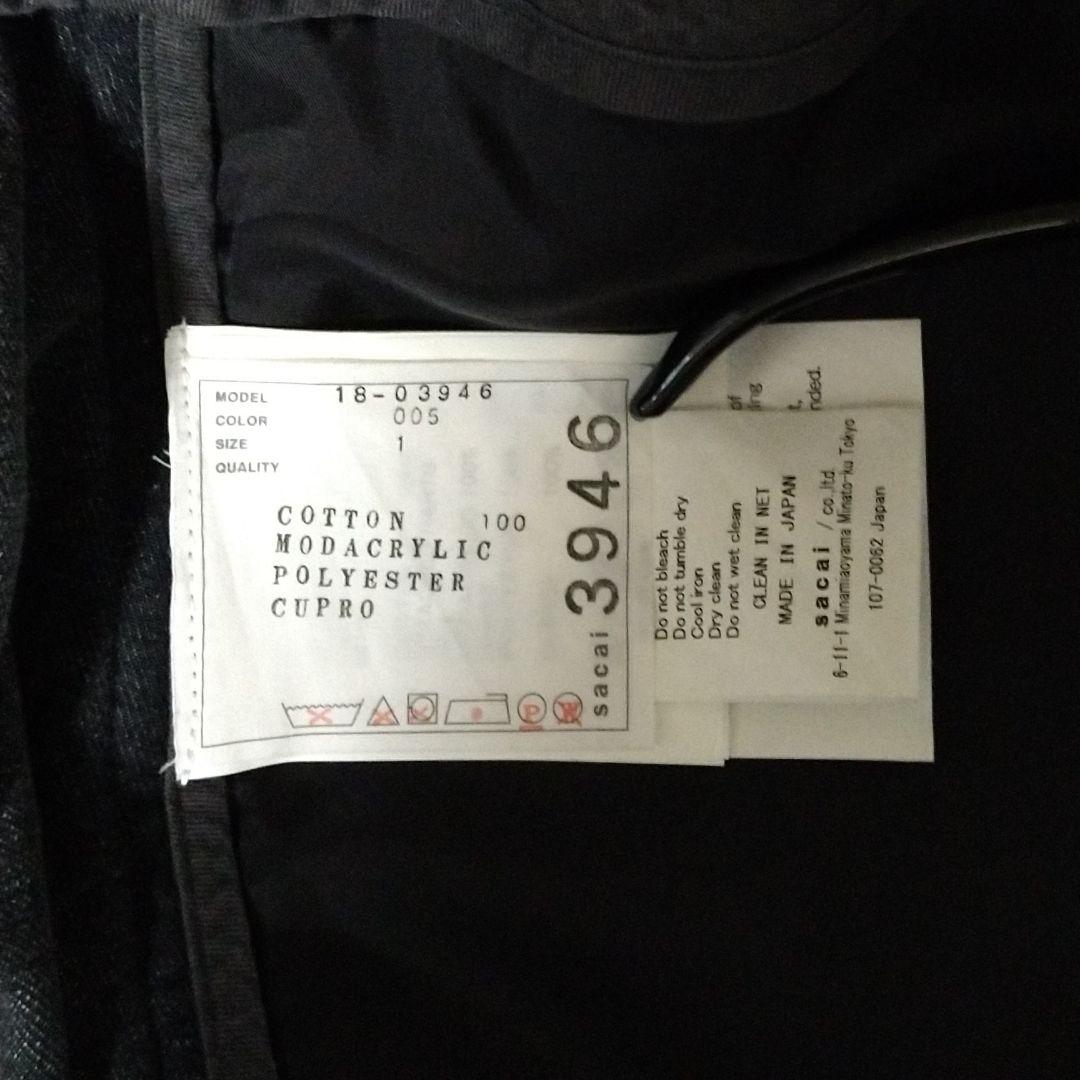 MODEL 18-03946
COLOR 005
SIZE 1
QUALITY
COTTON 100
MODACRYLIC
POLYESTER
CUPRO
sacai 3946
of
t,
nded.
Do not bleach
Do not tumble dry
Cool iron
Dry clean
Do not wet clean
CLEAN IN NET
MADE IN JAPAN
sacai / co.,ltd.
6-11-1 Minamiaoyama Minato-ku Tokyo
107-0062 Japan